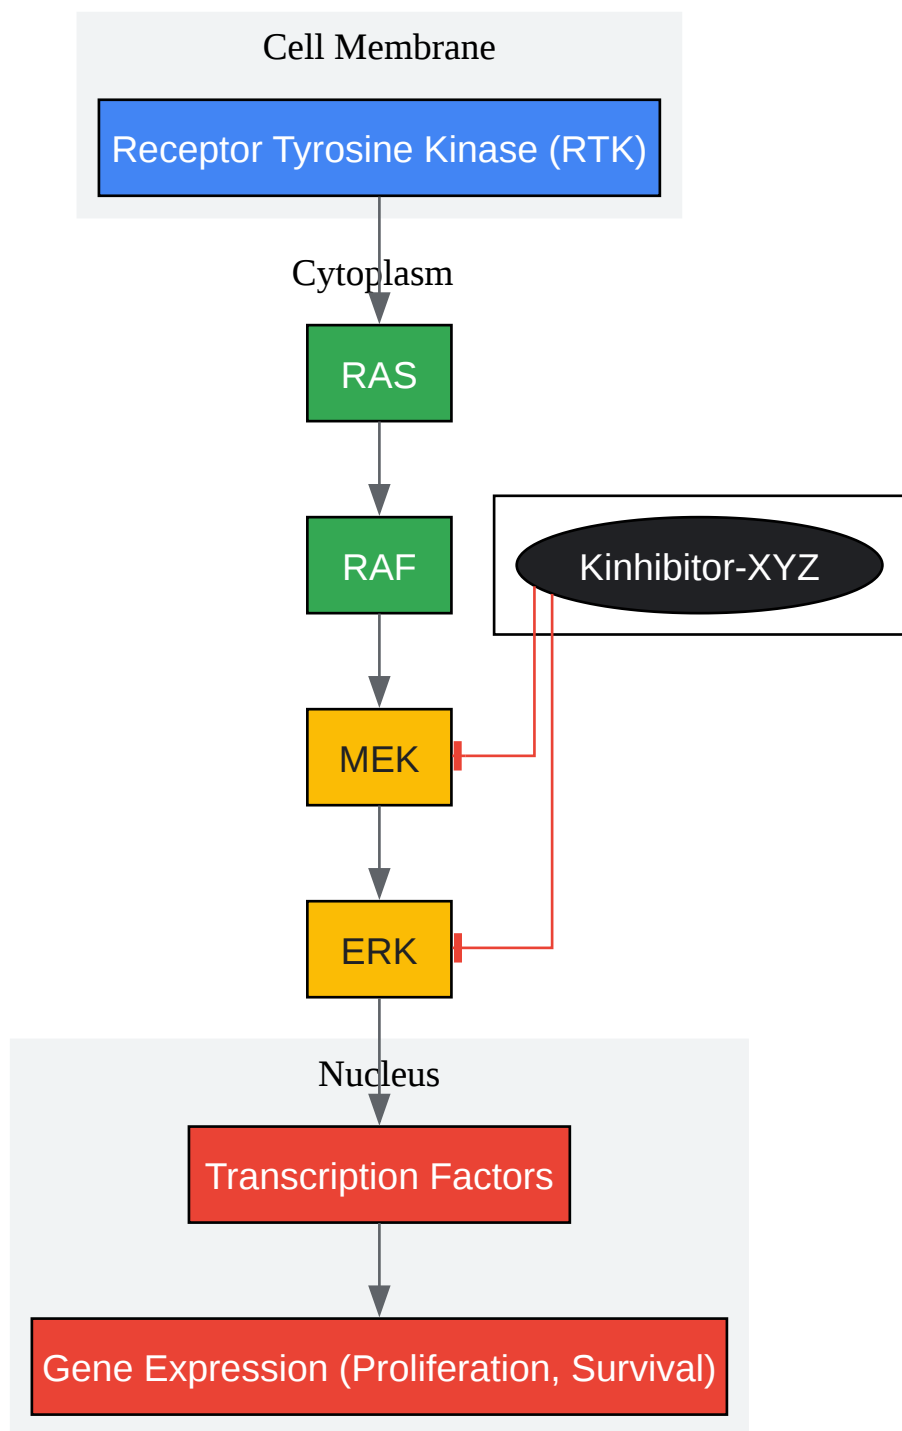 Cell Membrane
Receptor Tyrosine Kinase (RTK)
Cytoplasm
RAS
RAF
Kinhibitor-XYZ
MEK
ERK
Nucleus
Transcription Factors
Gene Expression (Proliferation, Survival)